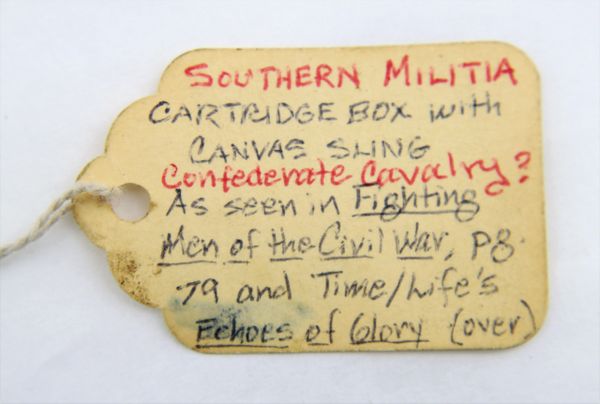 SOUTHERN MILITIA
CARTRIDGE BOX with
CANVAS SLING
Confederate Cavalry?
As seen in Fighting
Men of the Civil War, pg.
79 and Time/Life's
Echoes of Glory (over)